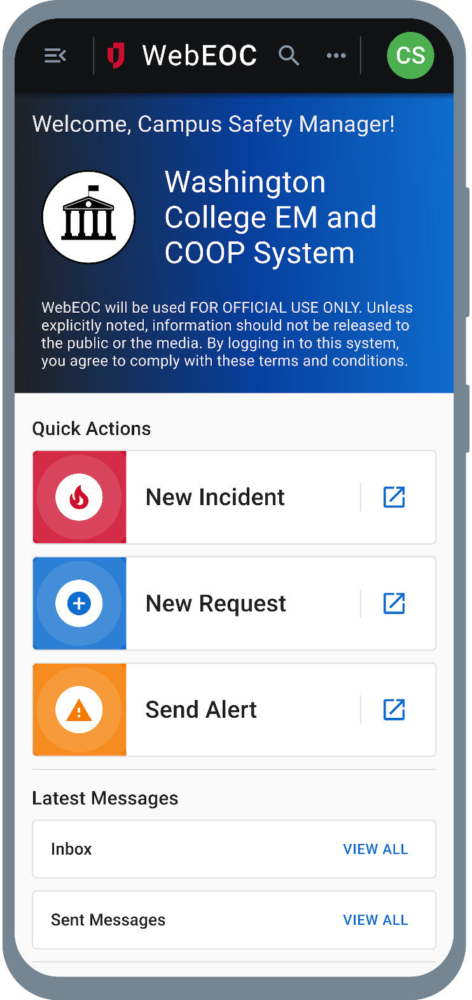 WebEOC
CS
Welcome, Campus Safety Manager!
Washington
College EM and
COOP System
WebEOC will be used FOR OFFICIAL USE ONLY. Unless
explicitly noted, information should not be released to
the public or the media. By logging in to this system,
you agree to comply with these terms and conditions.
Quick Actions
New Incident
New Request
Send Alert
Latest Messages
Inbox VIEW ALL
Sent Messages VIEW ALL